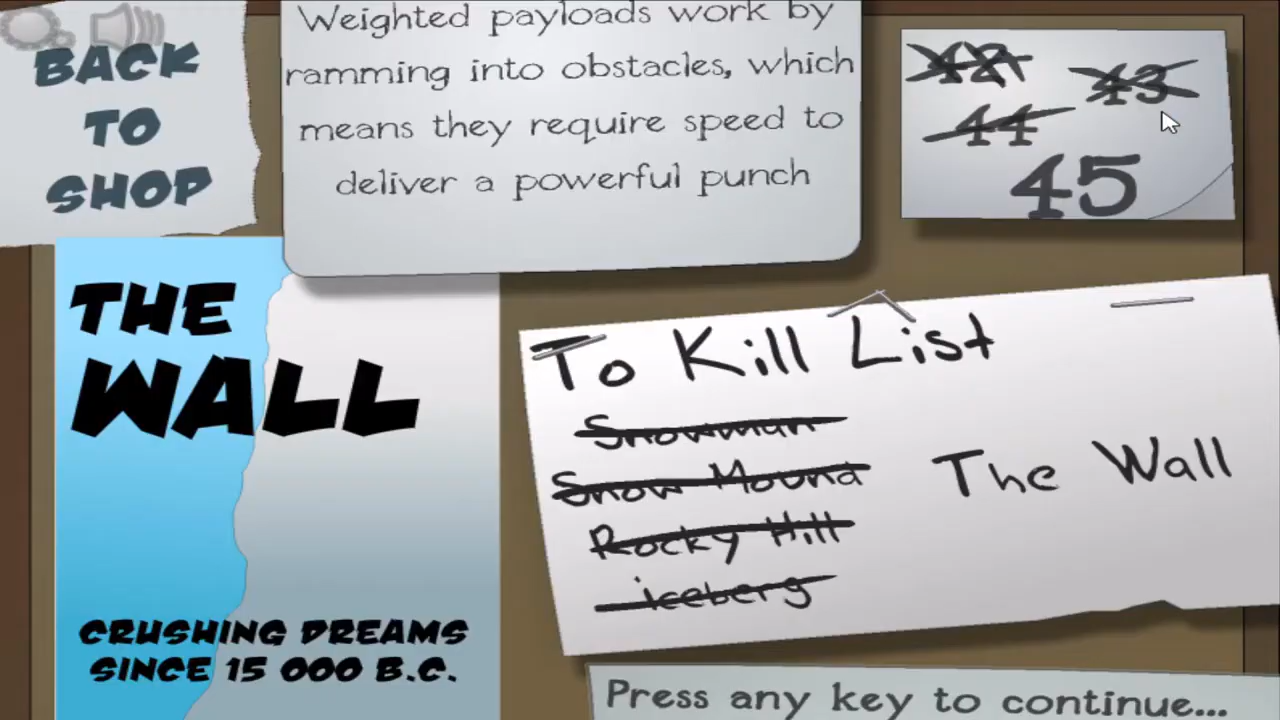 BACK
TO
SHOP
Weighted payloads work by
ramming into obstacles, which
means they require speed to
deliver a powerful punch
42
43
44
45
THE
WALL
CRUSHING DREAMS
SINCE 15 000 B.C.
To Kill List
Snowman
Snow Mound
Rocky Hill
iceberg
The Wall
Press any key to continue...